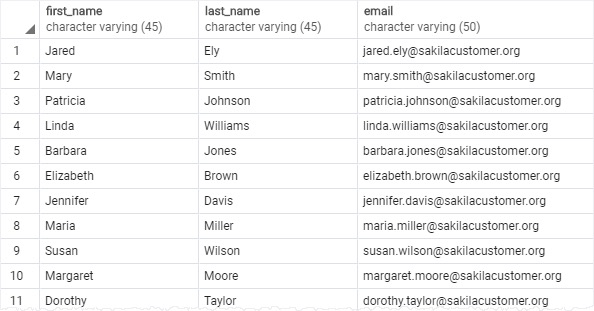 first_name last_name email
character varying (45) character varying (45) character varying (50)
1 Jared Ely jared.ely@sakilacustomer.org
2 Mary Smith mary.smith@sakilacustomer.org
3 Patricia Johnson patricia.johnson@sakilacustomer.org
4 Linda Williams linda.williams@sakilacustomer.org
5 Barbara Jones barbara.jones@sakilacustomer.org
6 Elizabeth Brown elizabeth.brown@sakilacustomer.org
7 Jennifer Davis jennifer.davis@sakilacustomer.org
8 Maria Miller maria.miller@sakilacustomer.org
9 Susan Wilson susan.wilson@sakilacustomer.org
10 Margaret Moore margaret.moore@sakilacustomer.org
11 Dorothy Taylor dorothy.taylor@sakilacustomer.org